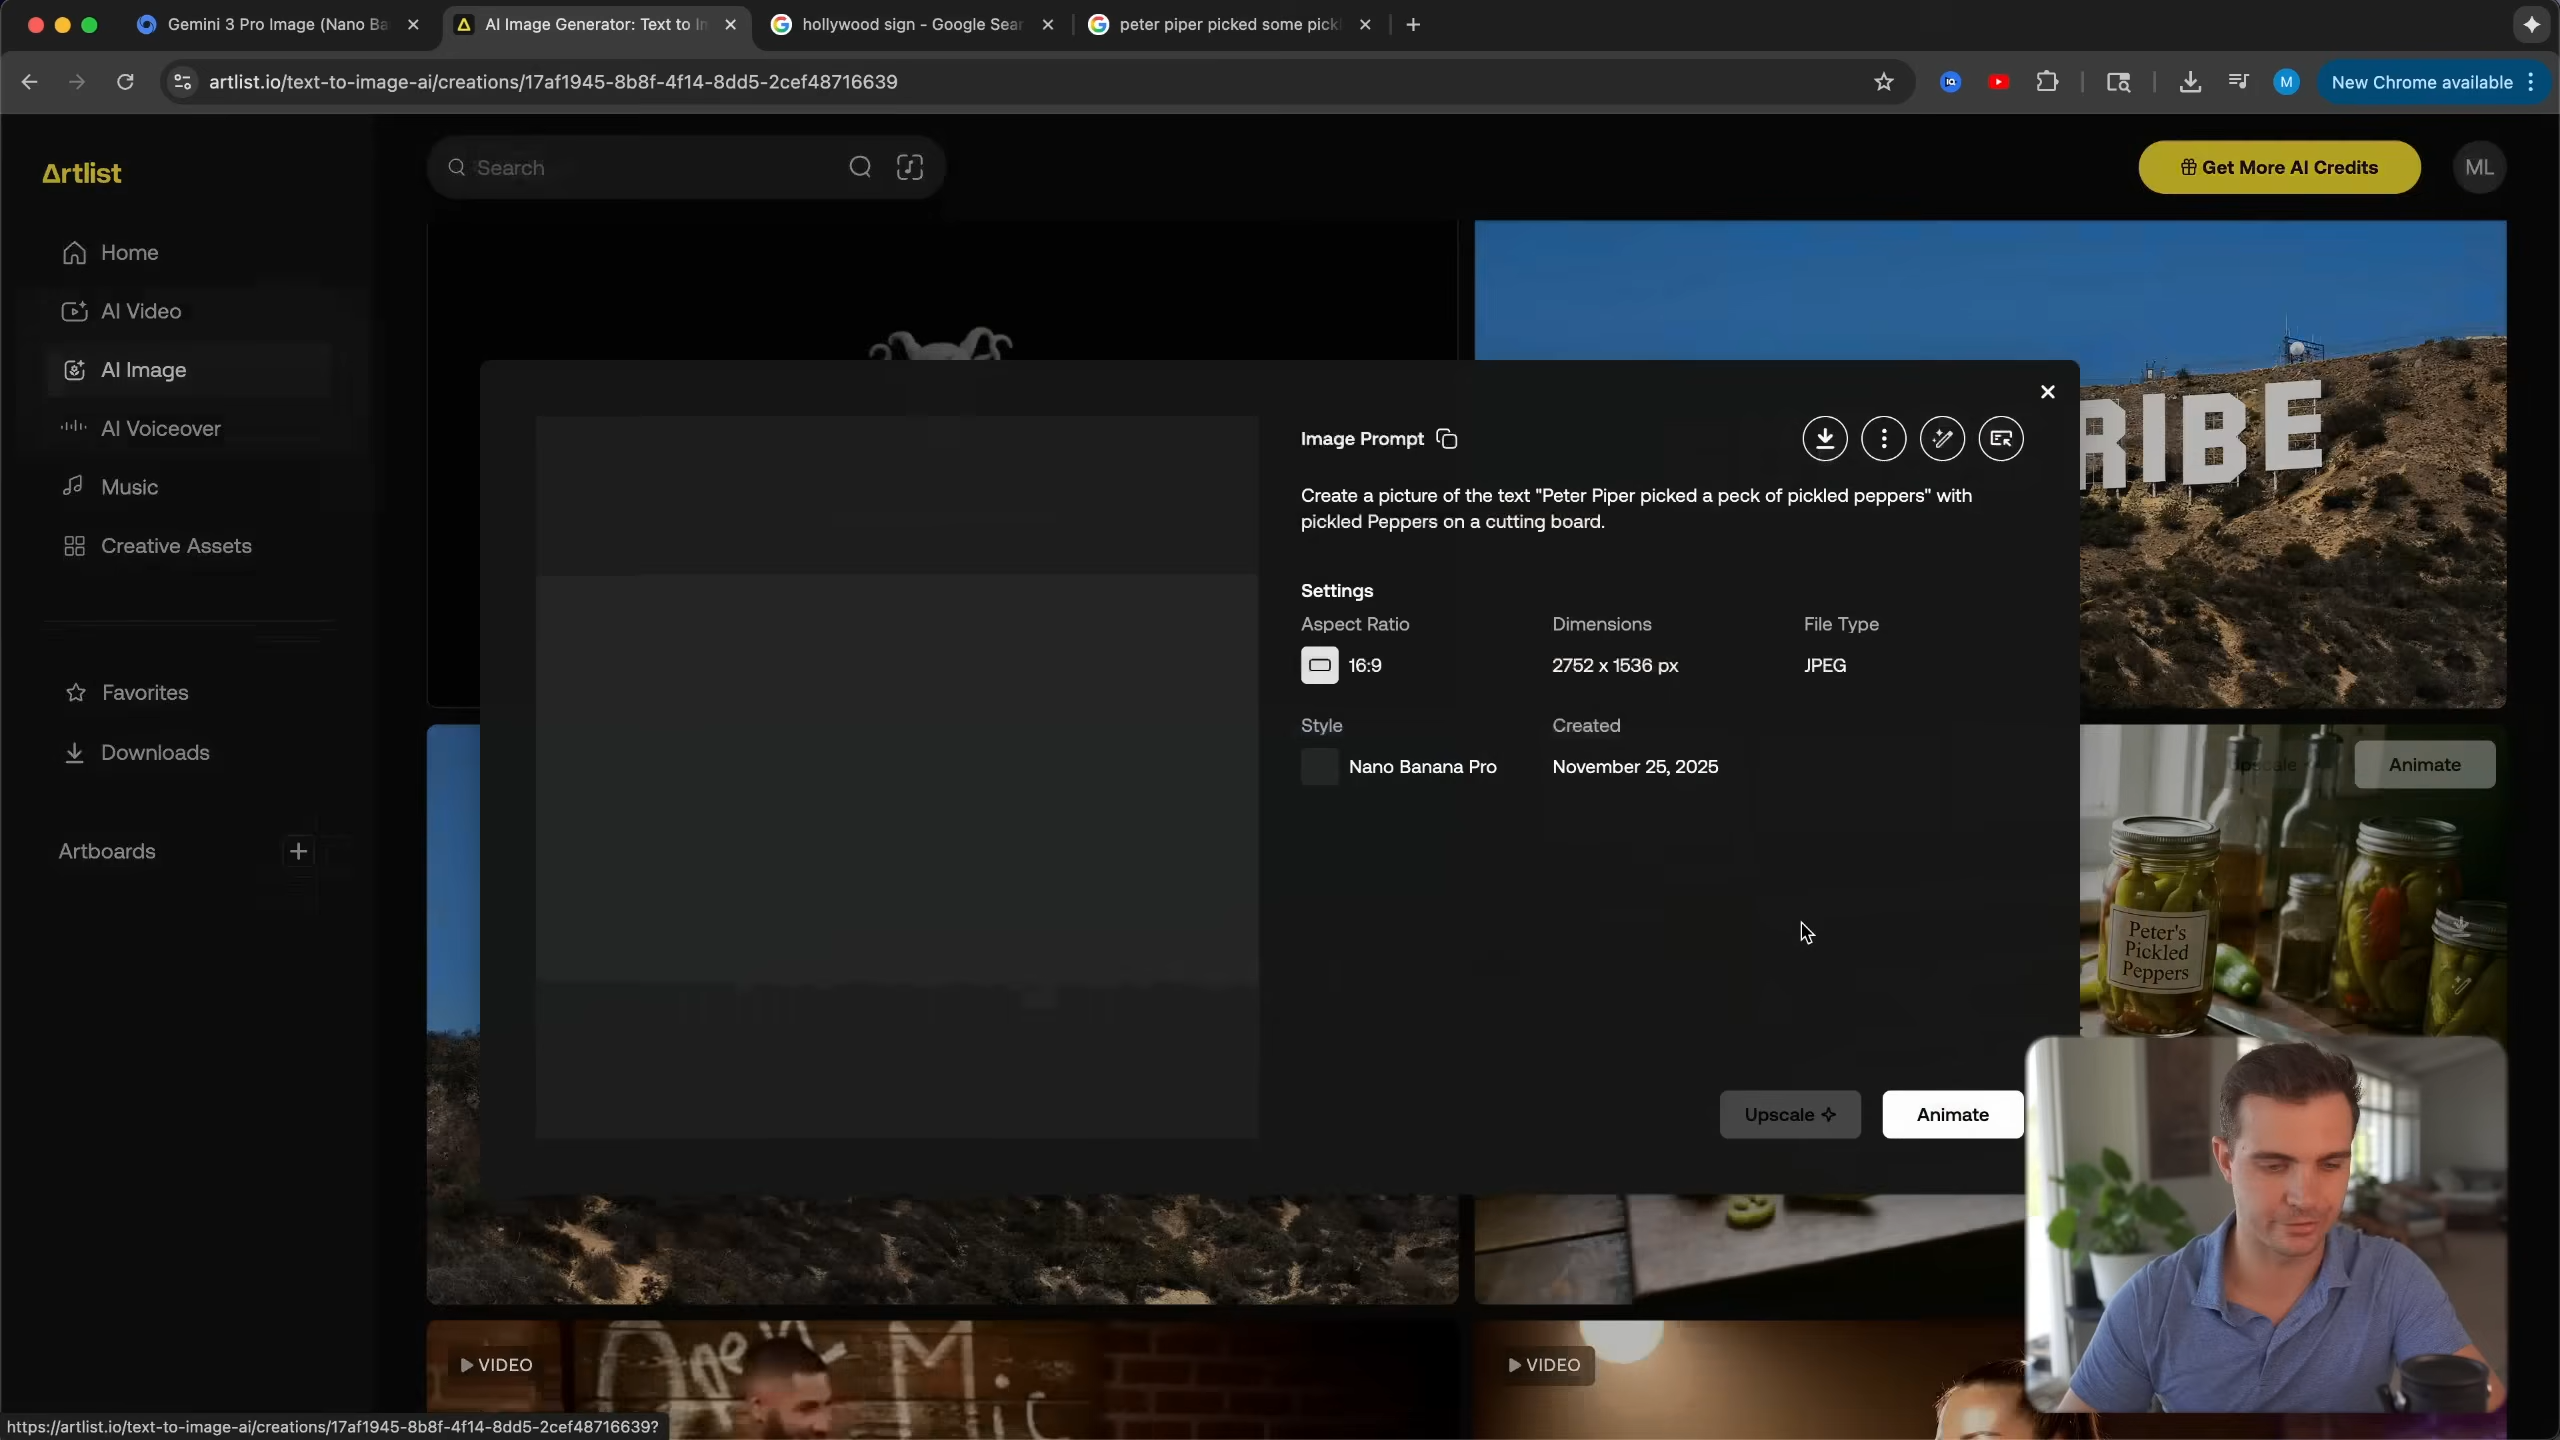 Gemini 3 Pro Image (Nano Ba
AI Image Generator: Text to Im
hollywood sign - Google Sear
peter piper picked some pickl
artlist.io/text-to-image-ai/creations/17af1945-8b8f-4f14-8dd5-2cef48716639
M
New Chrome available
Artlist
Search
Get More AI Credits
ML
Home
AI Video
AI Image
AI Voiceover
Music
Creative Assets
Favorites
Downloads
Artboards
Image Prompt
Create a picture of the text "Peter Piper picked a peck of pickled peppers" with
pickled Peppers on a cutting board.
Settings
Aspect Ratio
Dimensions
File Type
16:9
2752 x 1536 px
JPEG
Style
Created
Nano Banana Pro
November 25, 2025
Upscale
Animate
RIBE
Upscale
Animate
Peter's
Pickled
Peppers
VIDEO
VIDEO
https://artlist.io/text-to-image-ai/creations/17af1945-8b8f-4f14-8dd5-2cef48716639?